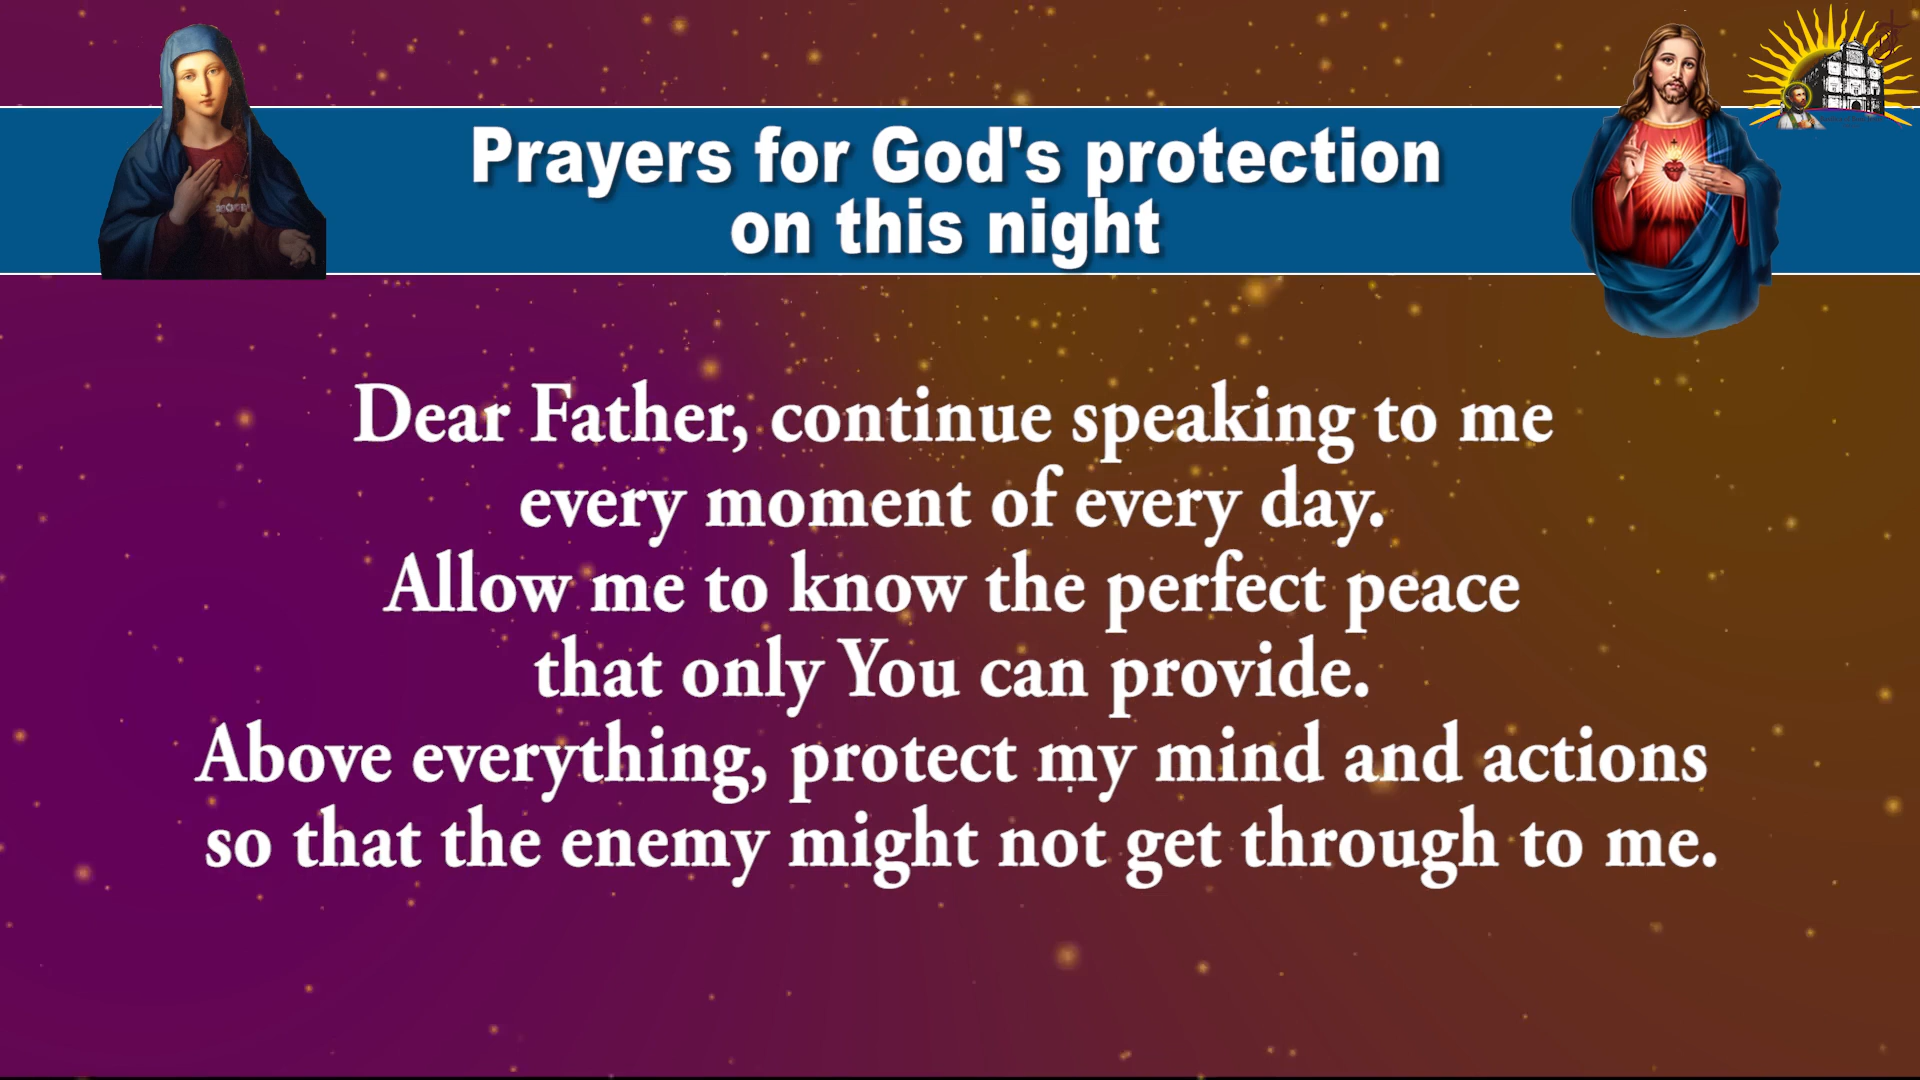 Prayers for God's protection
on this night
Dear Father, continue speaking to me
every moment of every day.
Allow me to know the perfect peace
that only You can provide.
Above everything, protect my mind and actions
so that the enemy might not get through to me.